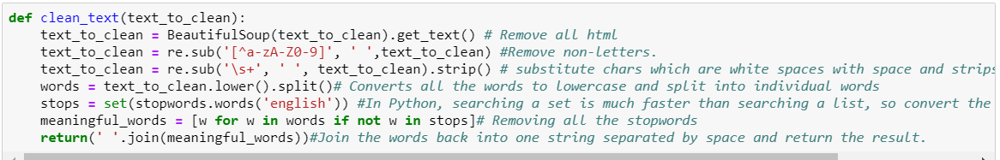 def clean_text(text_to_clean):
    text_to_clean = BeautifulSoup(text_to_clean).get_text() # Remove all html
    text_to_clean = re.sub('[^a-zA-Z0-9]', ' ',text_to_clean) #Remove non-letters.
    text_to_clean = re.sub('\s+', ' ', text_to_clean).strip() # substitute chars which are white spaces with space and strips
    words = text_to_clean.lower().split()# Converts all the words to lowercase and split into individual words
    stops = set(stopwords.words('english')) #In Python, searching a set is much faster than searching a list, so convert the
    meaningful_words = [w for w in words if not w in stops]# Removing all the stopwords
    return(' '.join(meaningful_words))#Join the words back into one string separated by space and return the result.